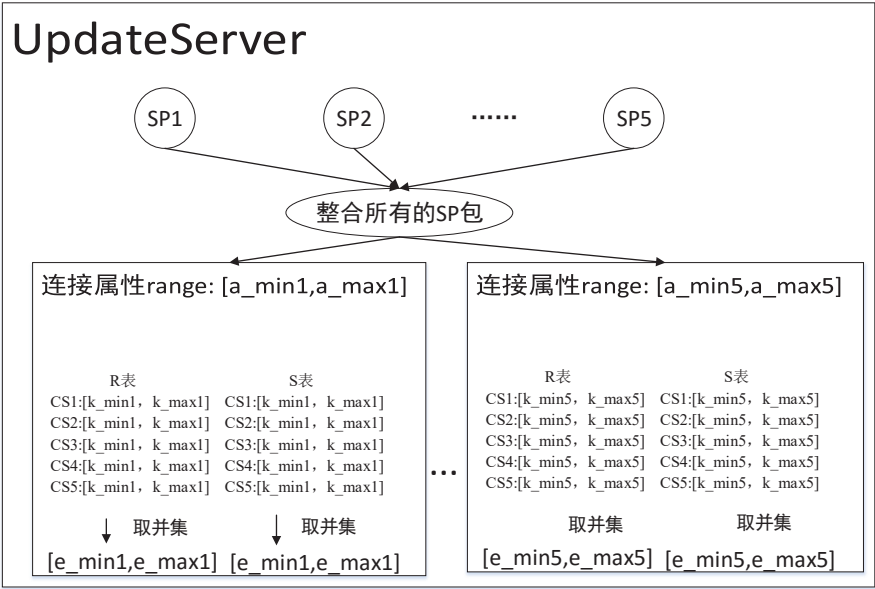 UpdateServer
SP1
SP2
……
SP5
整合所有的SP包
连接属性range: [a_min1,a_max1]
R表
S表
CS1:[k_min1，k_max1]
CS1:[k_min1，k_max1]
CS2:[k_min1，k_max1]
CS2:[k_min1，k_max1]
CS3:[k_min1，k_max1]
CS3:[k_min1，k_max1]
CS4:[k_min1，k_max1]
CS4:[k_min1，k_max1]
CS5:[k_min1，k_max1]
CS5:[k_min1，k_max1]
取并集
取并集
[e_min1,e_max1]
[e_min1,e_max1]
…
连接属性range: [a_min5,a_max5]
R表
S表
CS1:[k_min5，k_max5]
CS1:[k_min5，k_max5]
CS2:[k_min5，k_max5]
CS2:[k_min5，k_max5]
CS3:[k_min5，k_max5]
CS3:[k_min5，k_max5]
CS4:[k_min5，k_max5]
CS4:[k_min5，k_max5]
CS5:[k_min5，k_max5]
CS5:[k_min5，k_max5]
取并集
取并集
[e_min5,e_max5]
[e_min5,e_max5]